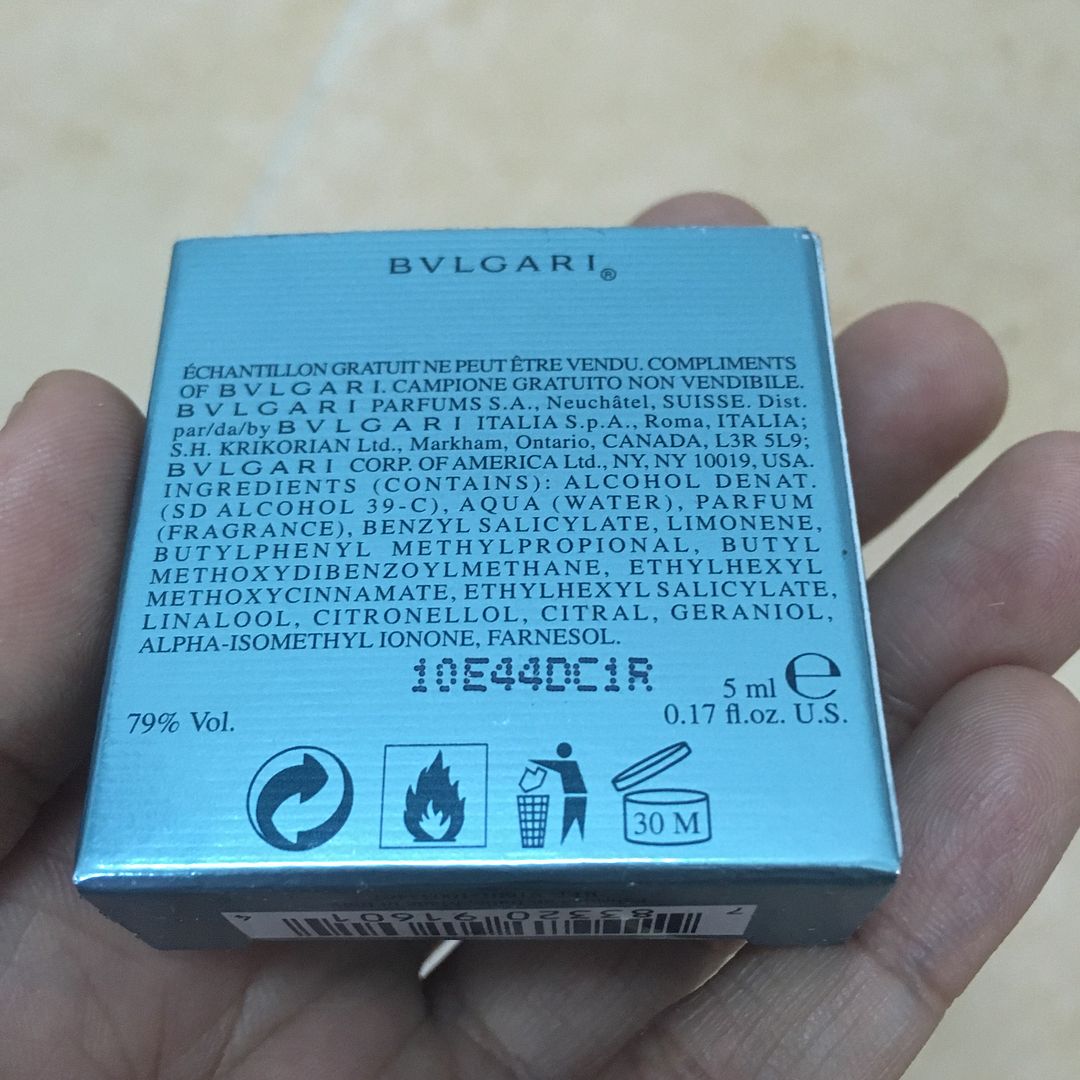 BVLGARI®
ÉCHANTILLON GRATUIT NE PEUT ÊTRE VENDU. COMPLIMENTS
OF BVLGARI. CAMPIONE GRATUITO NON VENDIBILE.
BVLGARI PARFUMS S.A., Neuchâtel, SUISSE. Dist.
par/da/by BVLGARI ITALIA S.p.A., Roma, ITALIA;
S.H. KRIKORIAN Ltd., Markham, Ontario, CANADA, L3R 5L9;
BVLGARI CORP. OF AMERICA Ltd., NY, NY 10019, USA.
INGREDIENTS (CONTAINS): ALCOHOL DENAT.
(SD ALCOHOL 39-C), AQUA (WATER), PARFUM
(FRAGRANCE), BENZYL SALICYLATE, LIMONENE,
BUTYLPHENYL METHYLPROPIONAL, BUTYL
METHOXYDIBENZOYLMETHANE, ETHYLHEXYL
METHOXYCINNAMATE, ETHYLHEXYL SALICYLATE,
LINALOOL, CITRONELLOL, CITRAL, GERANIOL,
ALPHA-ISOMETHYL IONONE, FARNESOL.
10E44DC1R
5 ml e
79% Vol.
0.17 fl.oz. U.S.
30 M
7 83320 91601 4